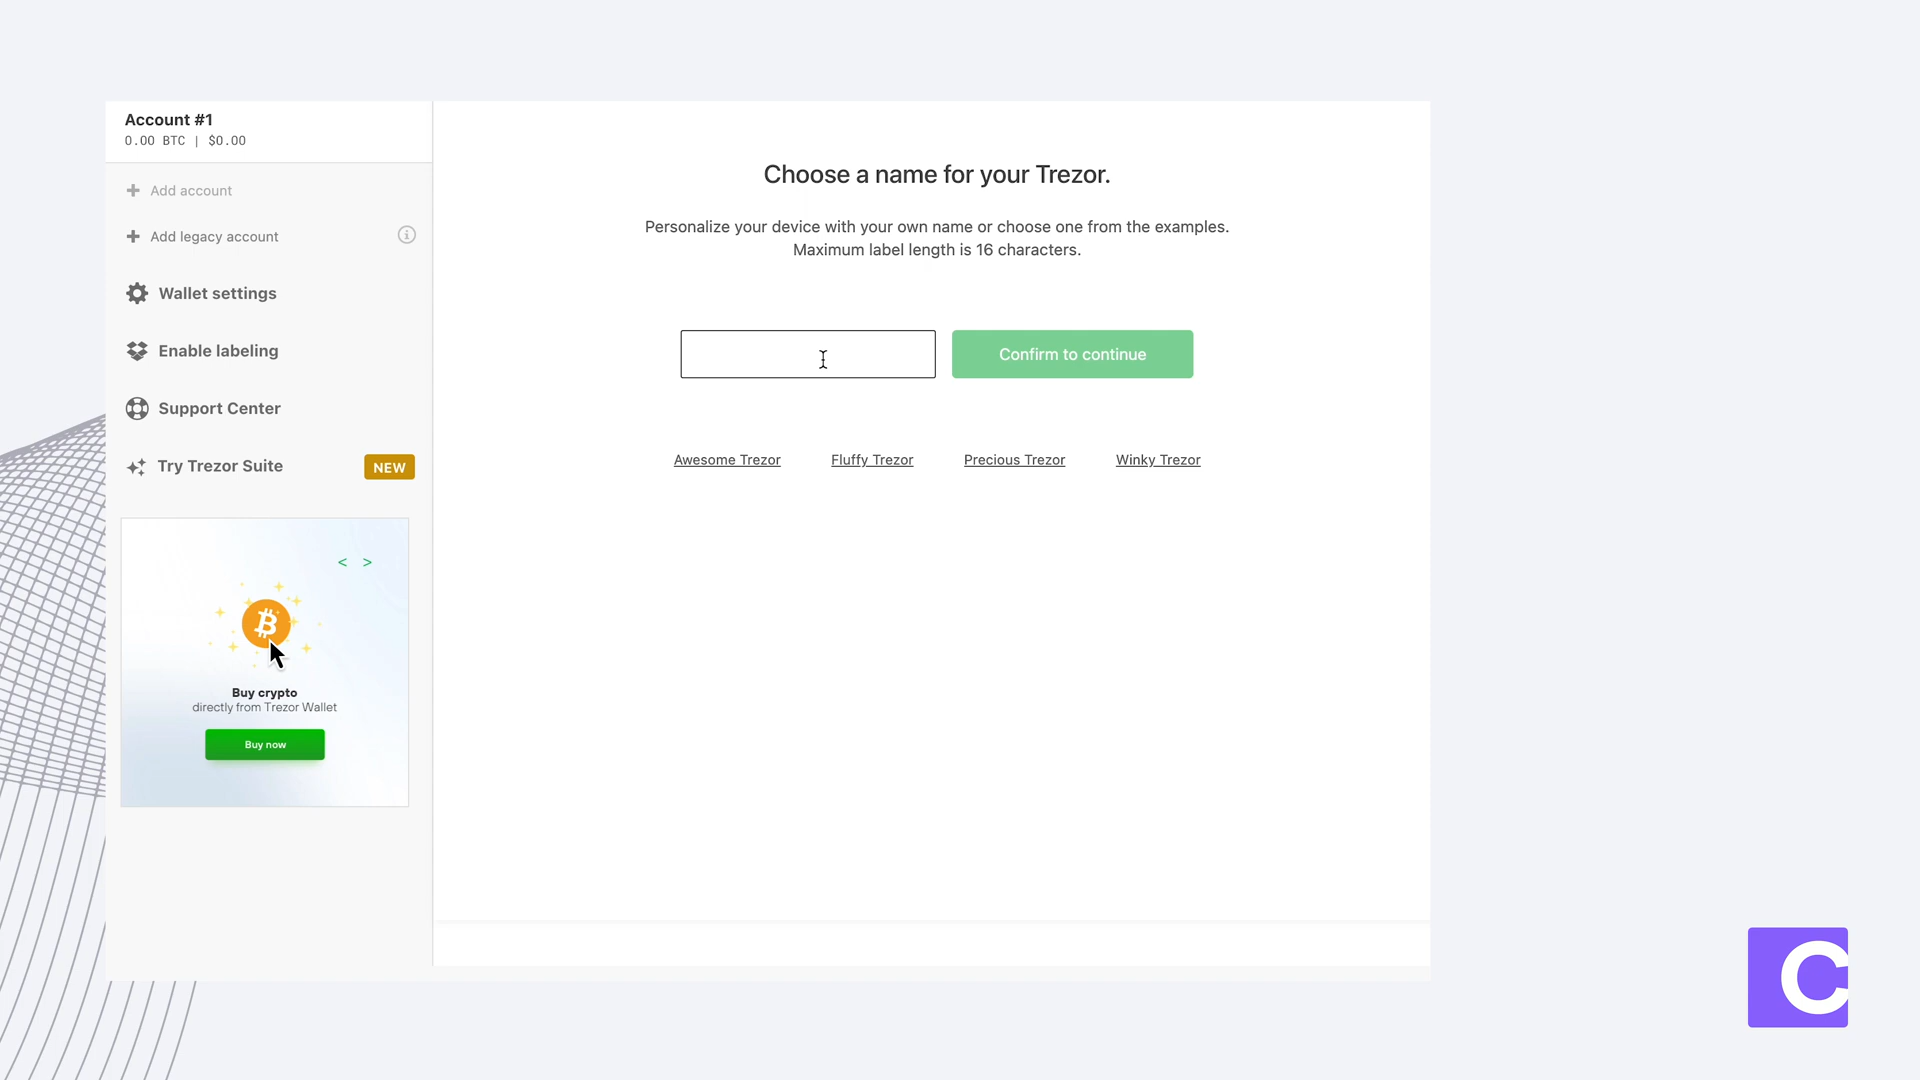 Account #1
0.00 BTC | $0.00
Add account
Add legacy account
Wallet settings
Enable labeling
Support Center
Try Trezor Suite
NEW
< >
Buy crypto
directly from Trezor Wallet
Buy now
Choose a name for your Trezor.
Personalize your device with your own name or choose one from the examples.
Maximum label length is 16 characters.
Confirm to continue
Awesome Trezor
Fluffy Trezor
Precious Trezor
Winky Trezor
C